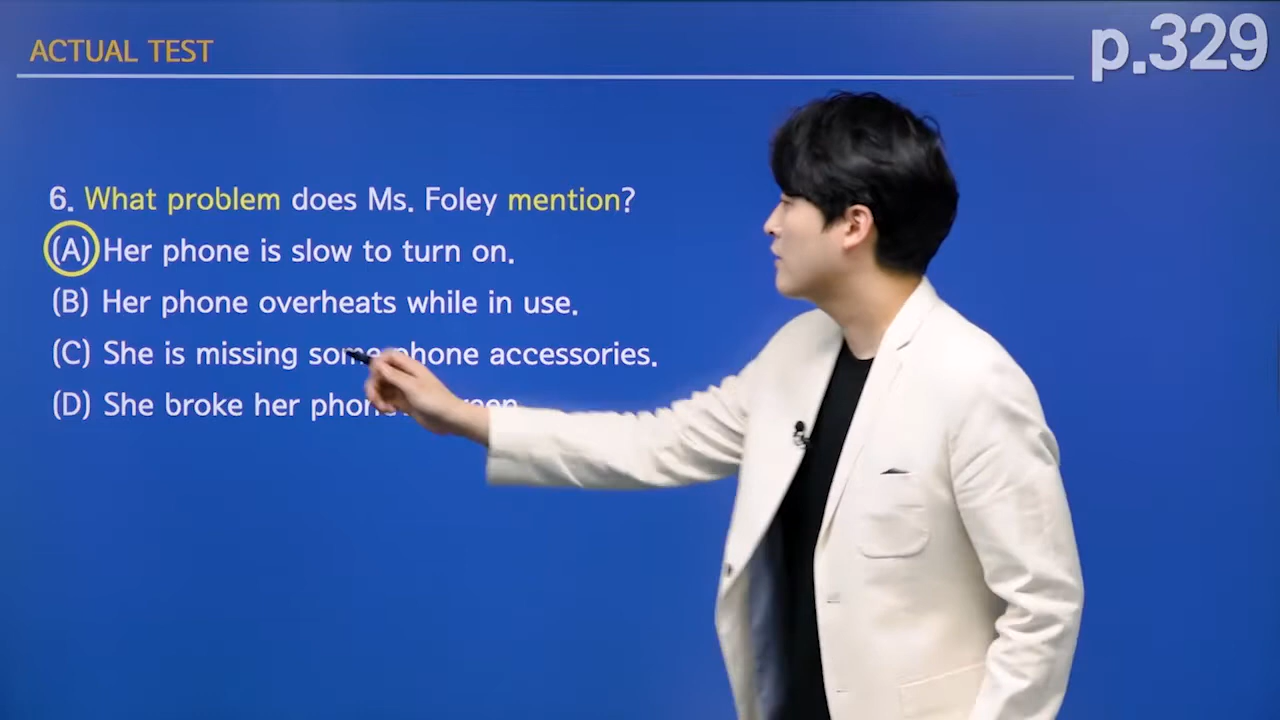 ACTUAL TEST
p.329
6. What problem does Ms. Foley mention?
(A) Her phone is slow to turn on.
(B) Her phone overheats while in use.
(C) She is missing some phone accessories.
(D) She broke her